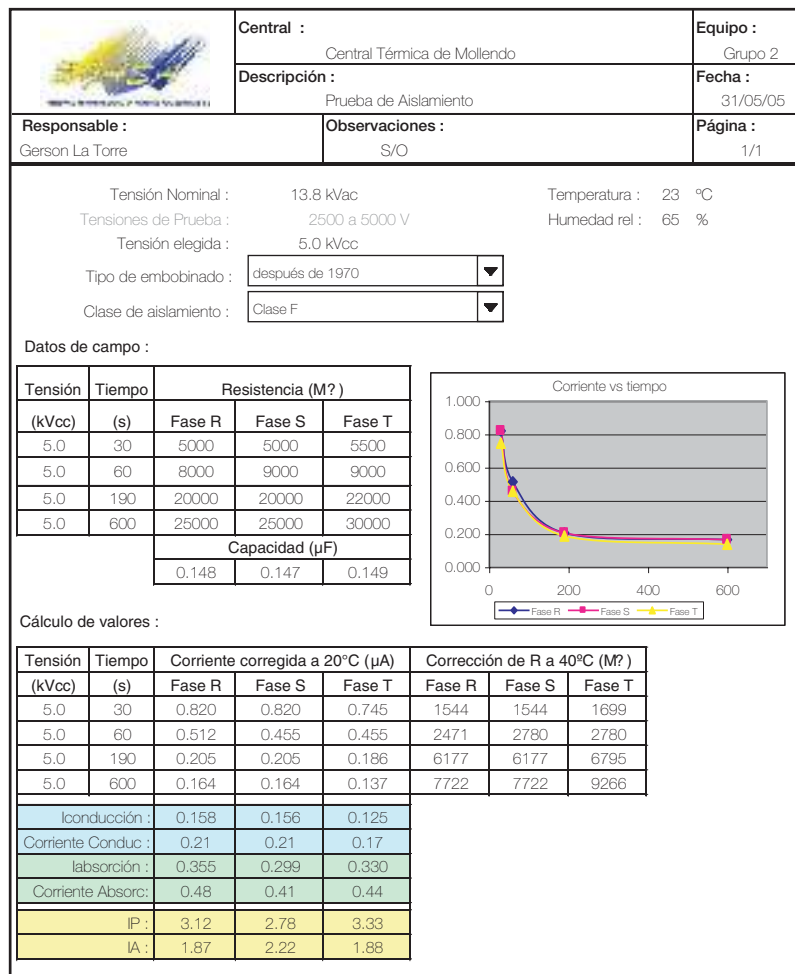 Central :
Central Térmica de Mollendo
Equipo :
Grupo 2
Descripción :
Prueba de Aislamiento
Fecha :
31/05/05
Responsable :
Gerson La Torre
Observaciones :
S/O
Página :
1/1
Tensión Nominal : 13.8 kVac
Temperatura : 23 ºC
Tensiones de Prueba : 2500 a 5000 V
Humedad rel : 65 %
Tensión elegida : 5.0 kVcc
Tipo de embobinado : después de 1970
Clase de aislamiento : Clase F
Datos de campo :
Tensión Tiempo Resistencia (M?)
(kVcc) (s) Fase R Fase S Fase T
5.0 30 5000 5000 5500
5.0 60 8000 9000 9000
5.0 190 20000 20000 22000
5.0 600 25000 25000 30000
Capacidad (µF)
0.148 0.147 0.149
Corriente vs tiempo
1.000
0.800
0.600
0.400
0.200
0.000
0 200 400 600
Fase R Fase S Fase T
Cálculo de valores :
Tensión Tiempo Corriente corregida a 20°C (µA) Corrección de R a 40ºC (M?)
(kVcc) (s) Fase R Fase S Fase T Fase R Fase S Fase T
5.0 30 0.820 0.820 0.745 1544 1544 1699
5.0 60 0.512 0.455 0.455 2471 2780 2780
5.0 190 0.205 0.205 0.186 6177 6177 6795
5.0 600 0.164 0.164 0.137 7722 7722 9266
Iconducción : 0.158 0.156 0.125
Corriente Conduc : 0.21 0.21 0.17
Iabsorción : 0.355 0.299 0.330
Corriente Absorc: 0.48 0.41 0.44
IP : 3.12 2.78 3.33
IA : 1.87 2.22 1.88